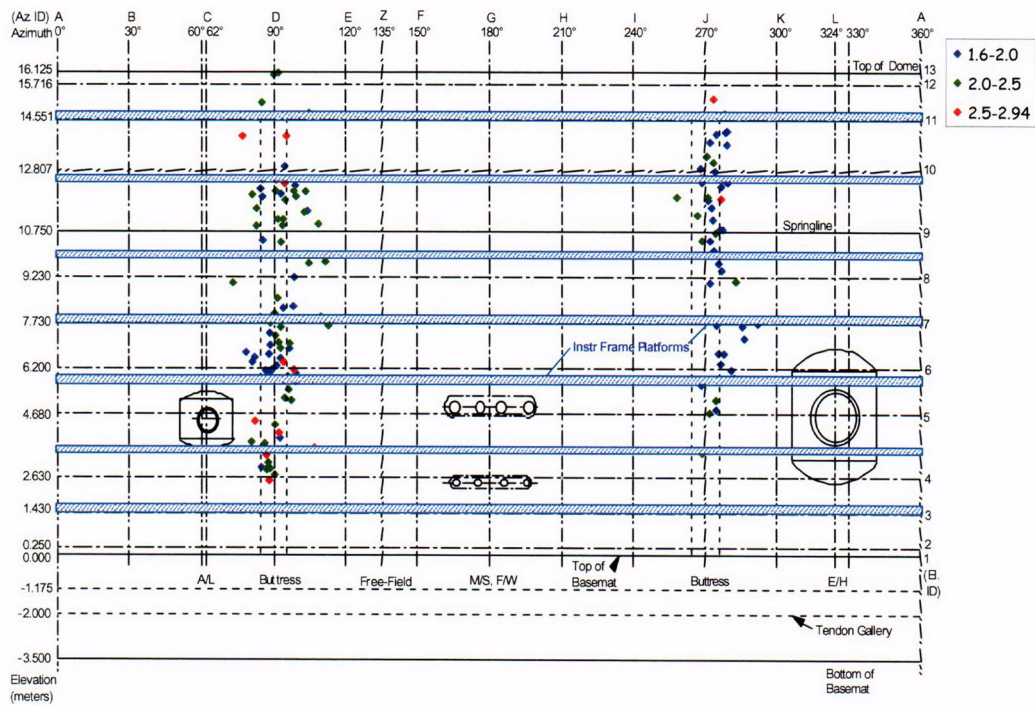 (Az ID) A B C D E Z F G H I J K L A
Azimuth 0° 30° 60° 62° 90° 120° 135° 150° 180° 210° 240° 270° 300° 324° 330° 360°
1.6-2.0
2.0-2.5
2.5-2.94
16.125 Top of Dome 13
15.716 12
14.551 11
12.807 10
Springline
10.750 9
9.230 8
7.730 7
Instr Frame Platforms
6.200 6
4.680 5
2.630 4
1.430 3
0.250 2
0.000 1
A/L Buttress Free-Field M/S, F/W Top of Basemat Buttress E/H (El. ID)
-1.175
-2.000
Tendon Gallery
-3.500
Elevation (meters)
Bottom of Basemat